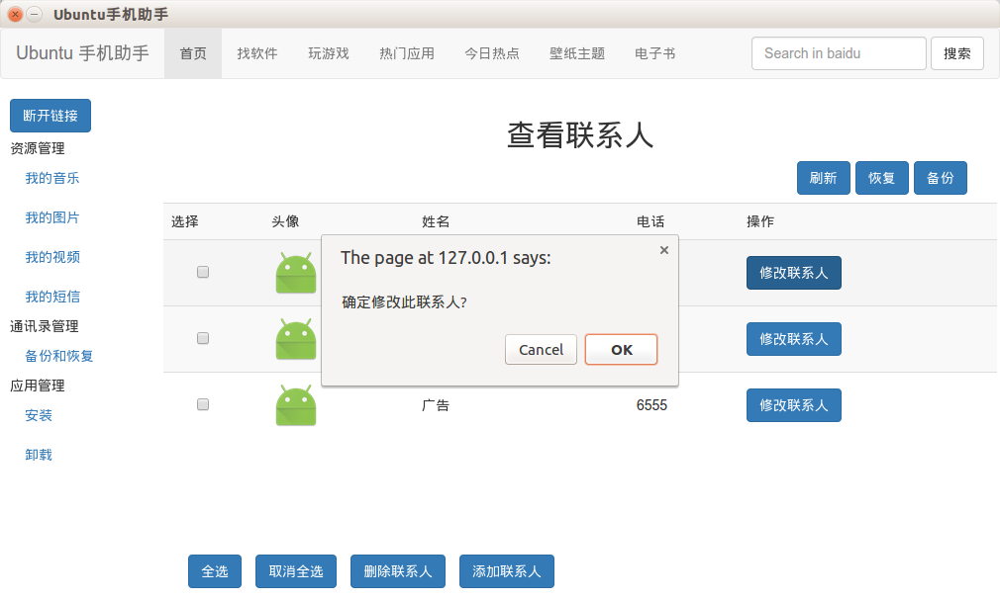 Ubuntu手机助手
Ubuntu 手机助手 首页 找软件 玩游戏 热门应用 今日热点 壁纸主题 电子书 Search in baidu 搜索
断开链接
资源管理
我的音乐
我的图片
我的视频
我的短信
通讯录管理
备份和恢复
应用管理
安装
卸载
查看联系人
刷新 恢复 备份
选择 头像 姓名 电话 操作
修改联系人
修改联系人
广告 6555 修改联系人
The page at 127.0.0.1 says:
确定修改此联系人?
Cancel OK
全选 取消全选 删除联系人 添加联系人